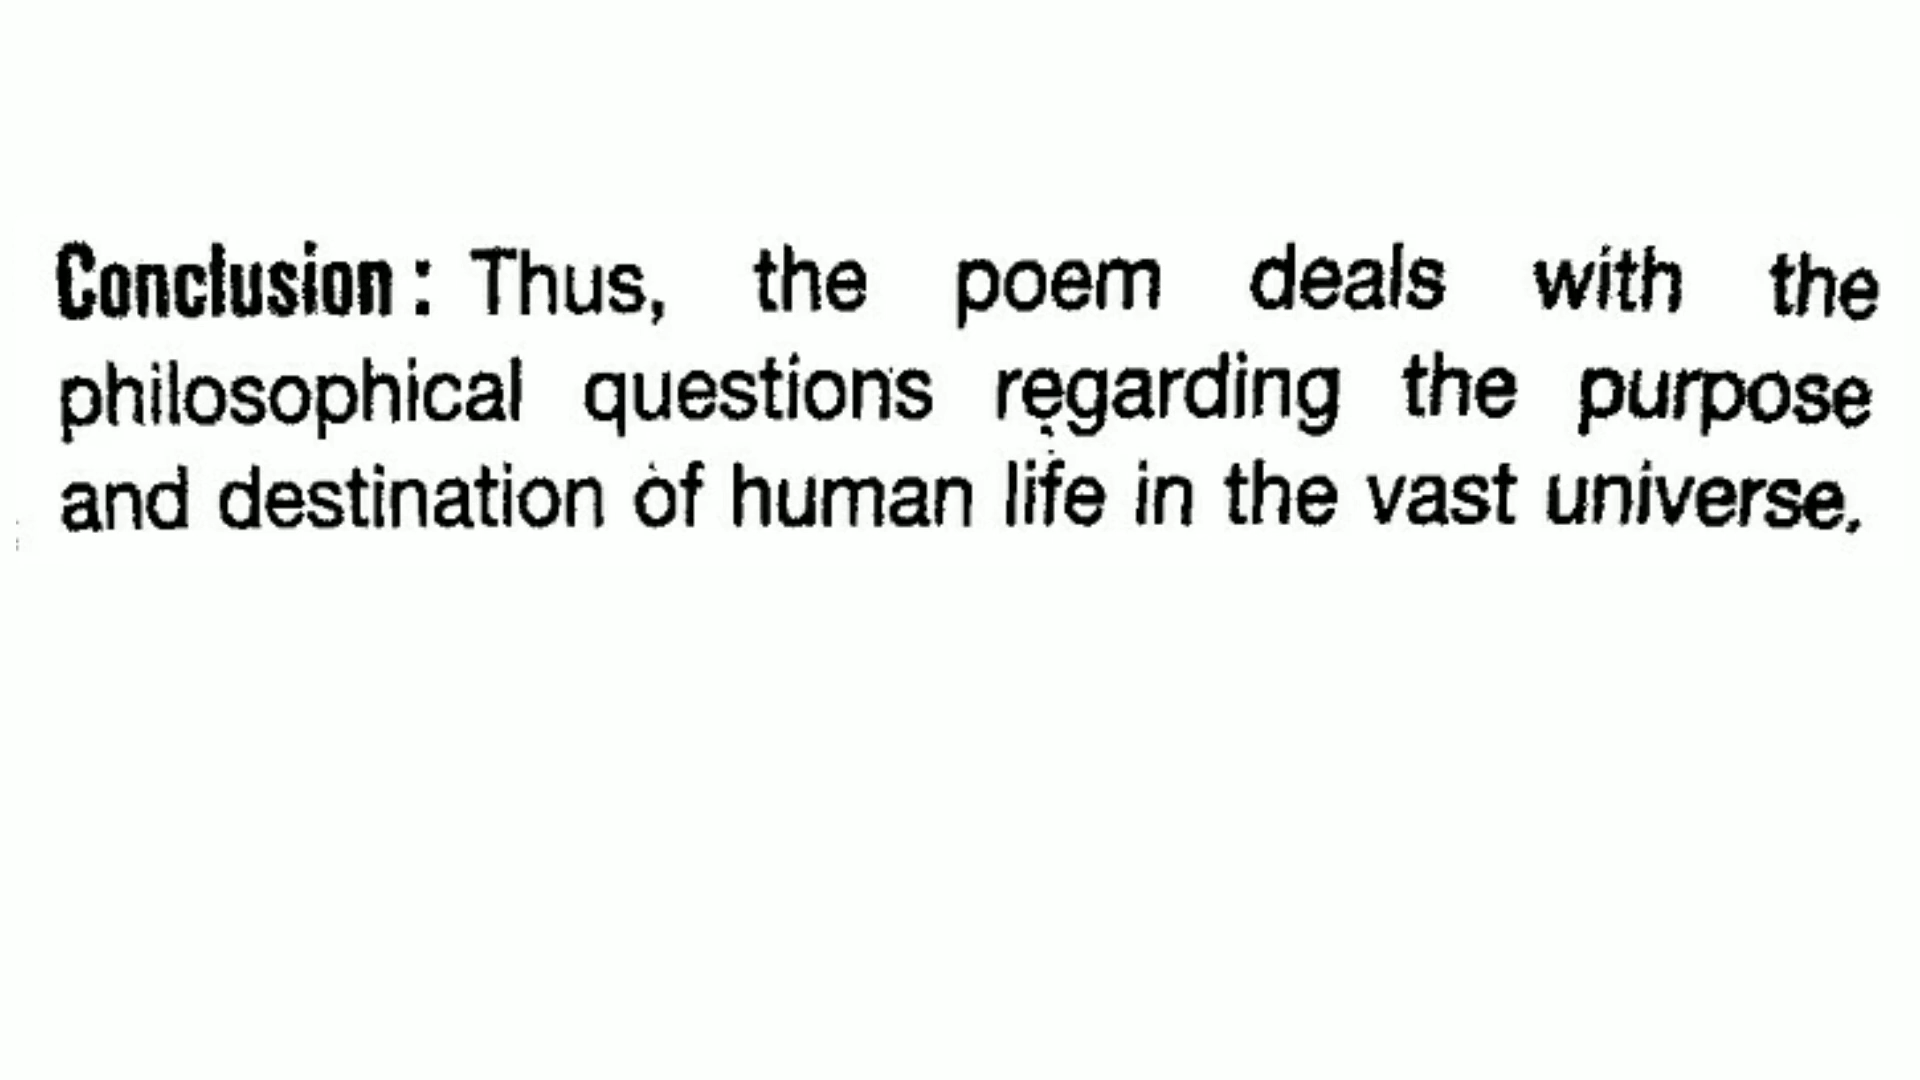 Conclusion : Thus, the poem deals with the
philosophical questions regarding the purpose
and destination of human life in the vast universe.